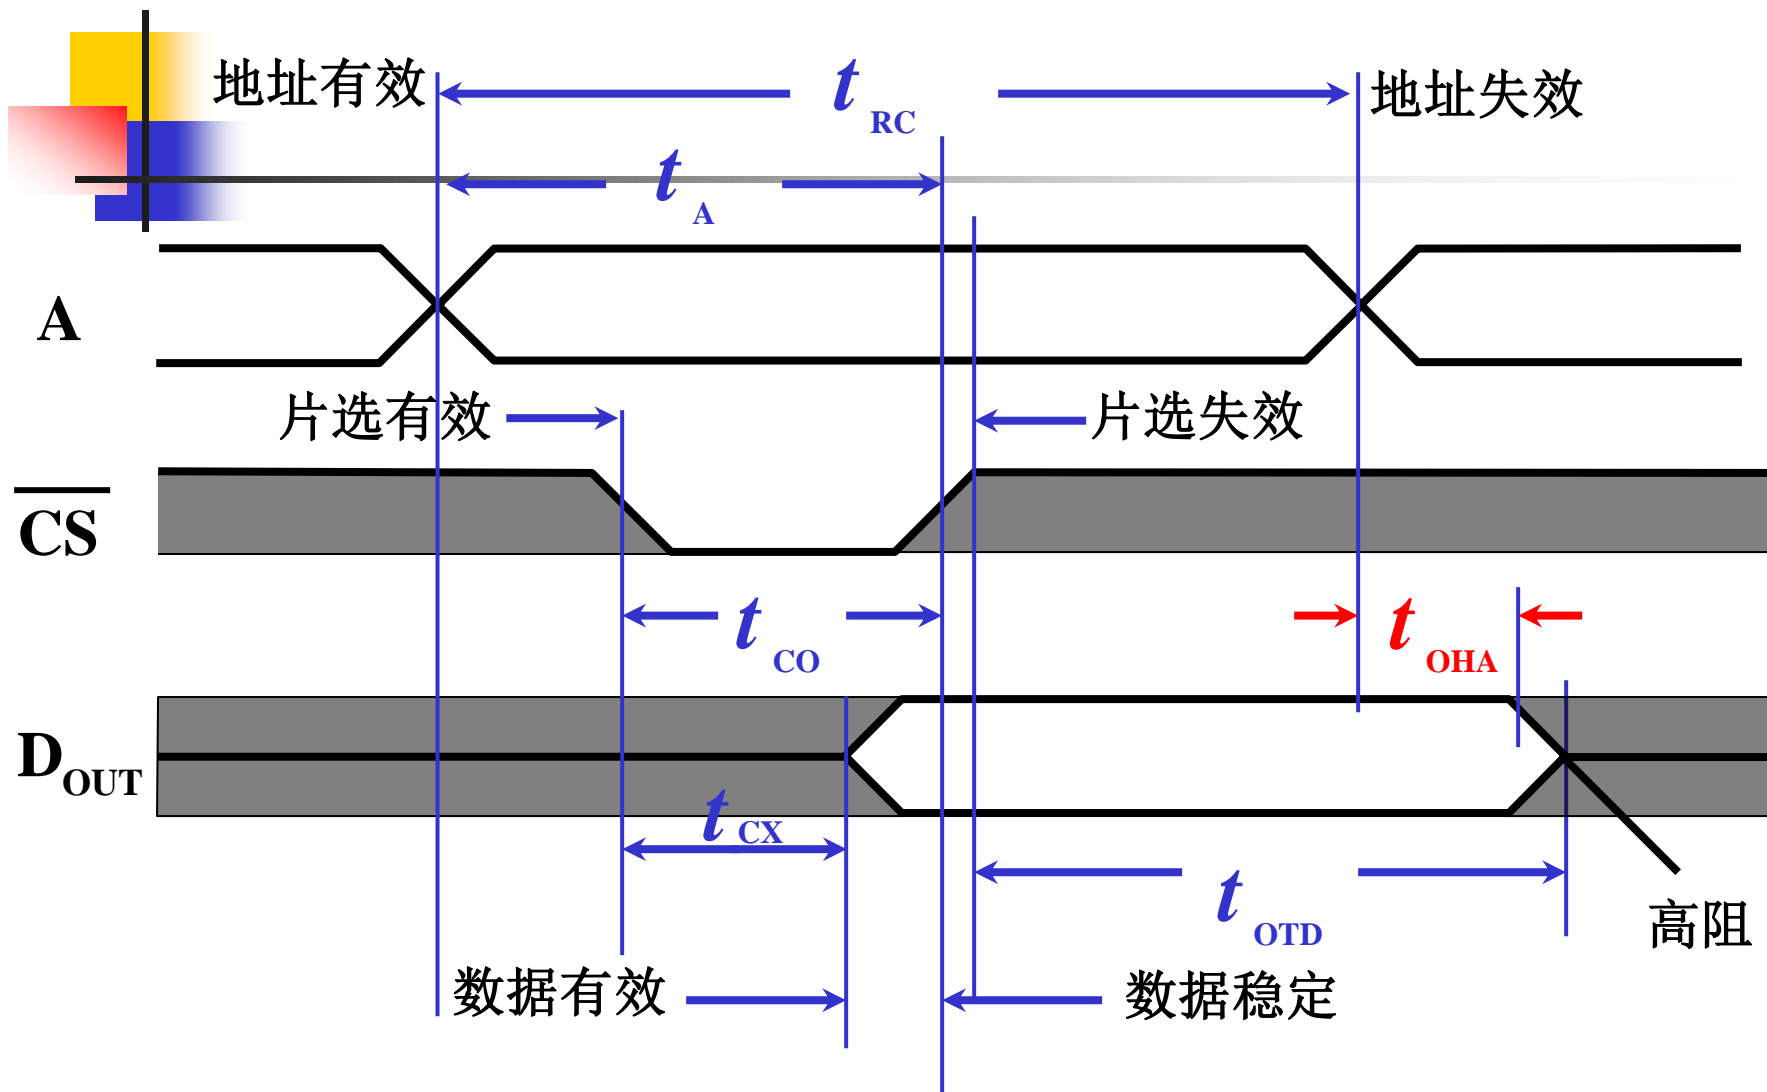 地址有效
t RC
地址失效
t A
A
片选有效
片选失效
CS
t CO
t OHA
D OUT
t CX
t OTD
高阻
数据有效
数据稳定